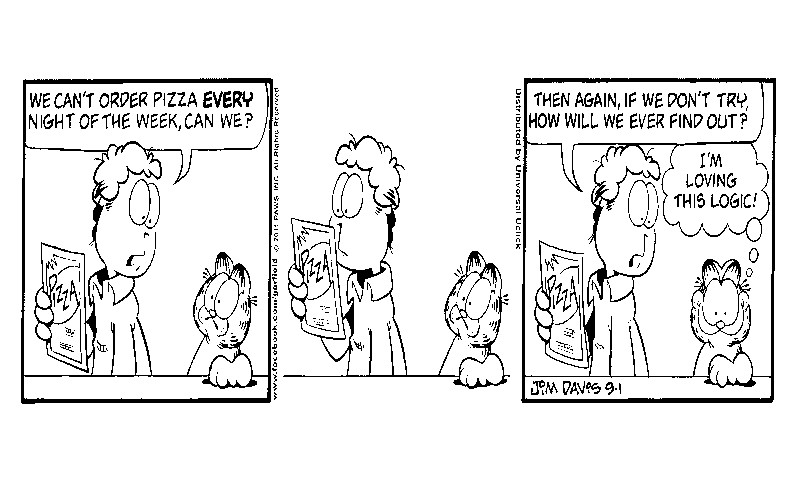 WE CAN'T ORDER PIZZA EVERY
NIGHT OF THE WEEK, CAN WE?
PIZZA
www.facebook.com/garfield © 2011 PAWS, INC. All Rights Reserved
PIZZA
Distributed by Universal Uclick
THEN AGAIN, IF WE DON'T TRY,
HOW WILL WE EVER FIND OUT?
I'M
LOVING
THIS LOGIC!
PIZZA
JIM DAVIS 9·1